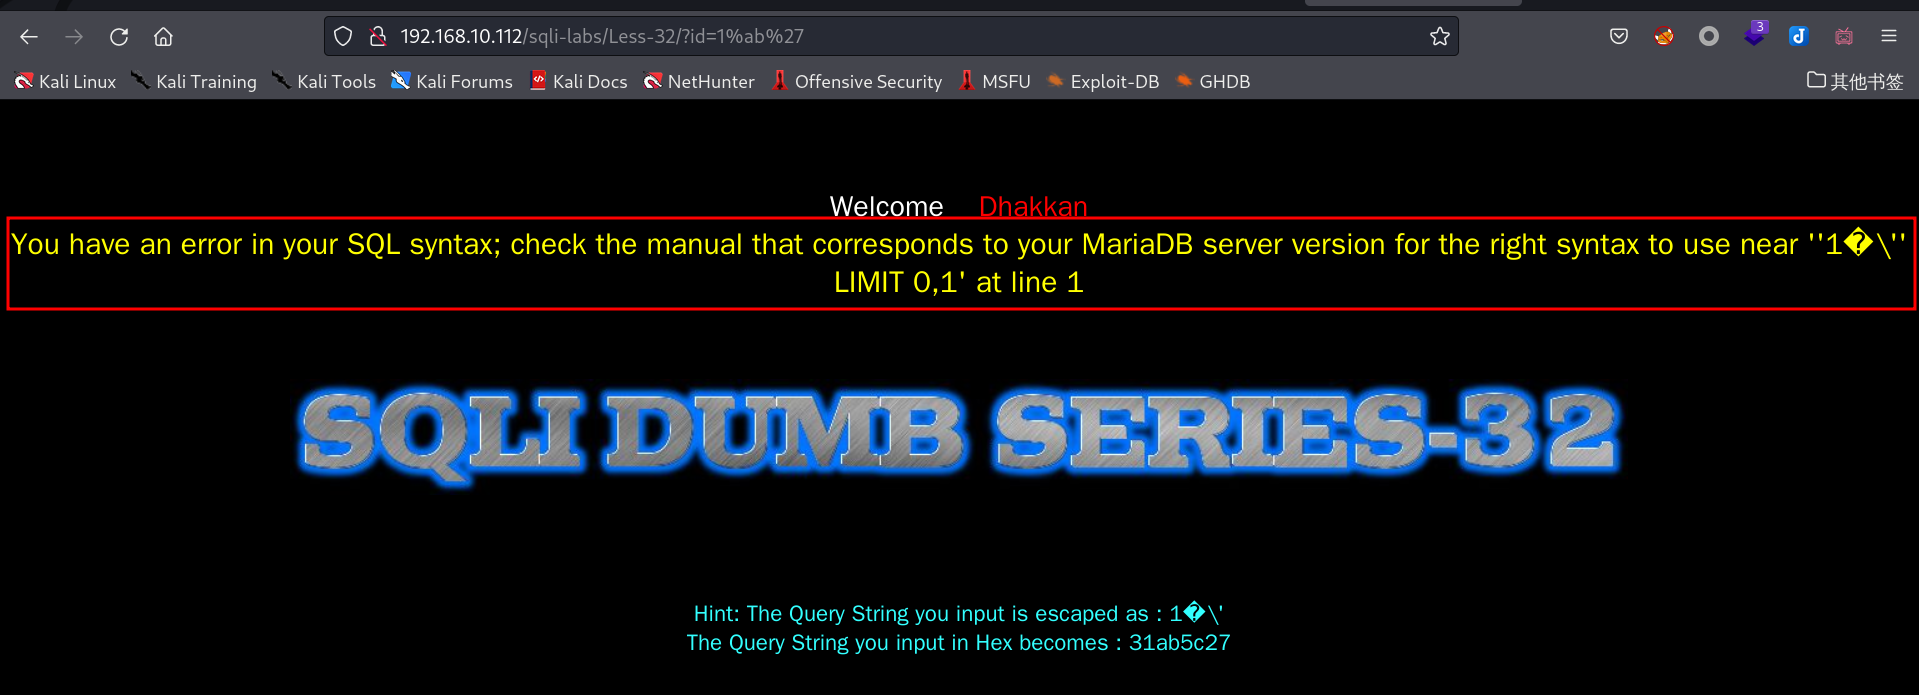 192.168.10.112/sqli-labs/Less-32/?id=1%ab%27
3
Kali Linux Kali Training Kali Tools Kali Forums Kali Docs NetHunter Offensive Security MSFU Exploit-DB GHDB 其他书签
Welcome Dhakkan
You have an error in your SQL syntax; check the manual that corresponds to your MariaDB server version for the right syntax to use near ''1�\''
LIMIT 0,1' at line 1
SQLI DUMB SERIES-32
Hint: The Query String you input is escaped as : 1�\'
The Query String you input in Hex becomes : 31ab5c27